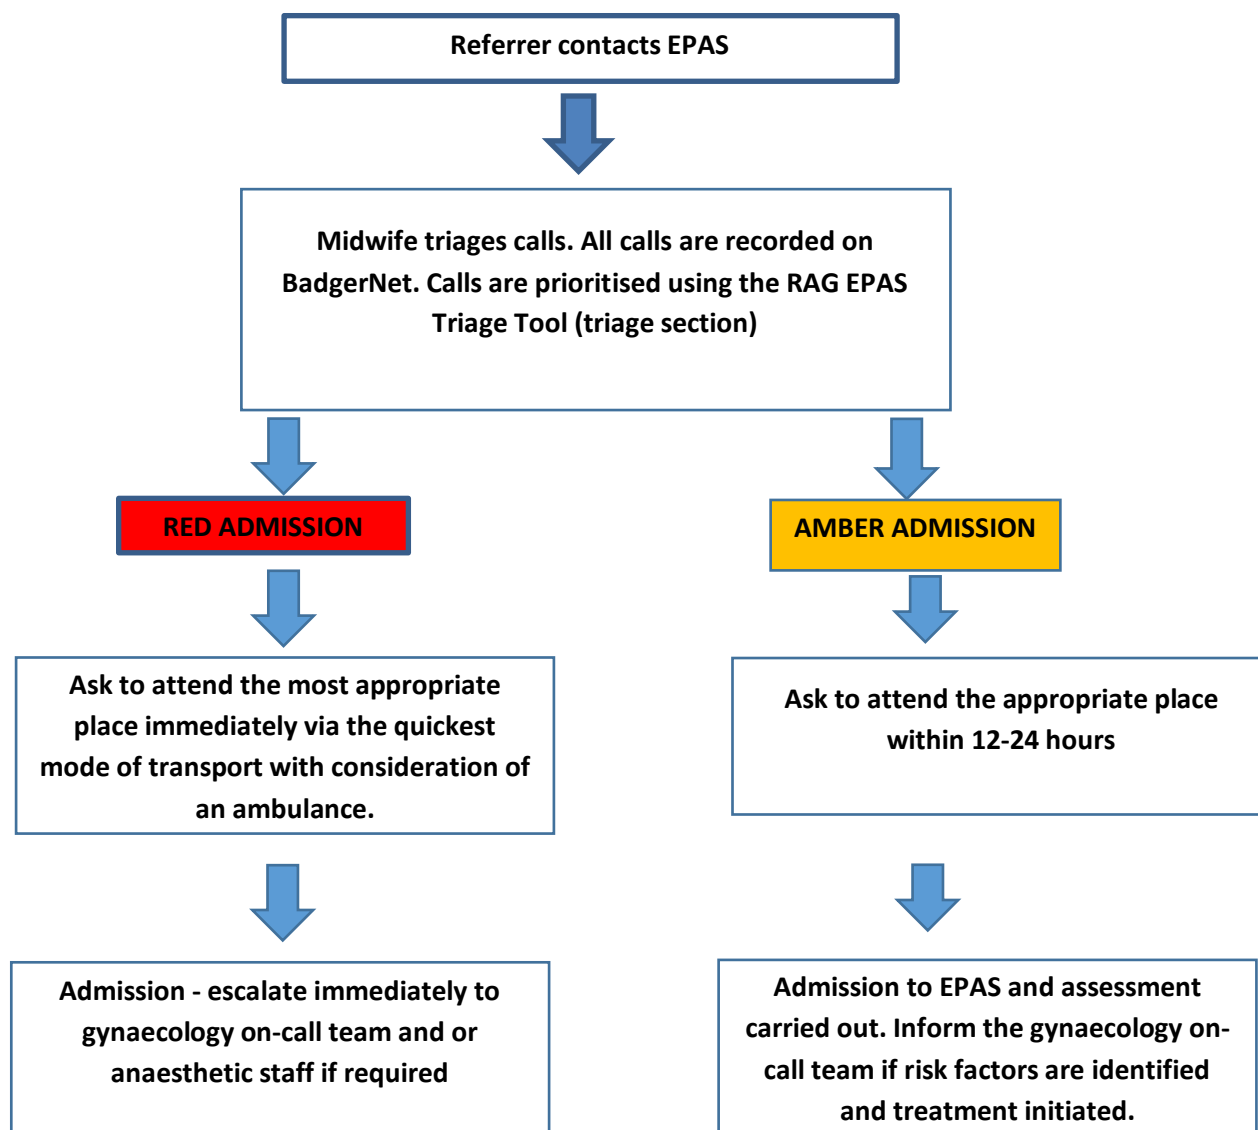 Referrer contacts EPAS
Midwife triages calls. All calls are recorded on
BadgerNet. Calls are prioritised using the RAG EPAS
Triage Tool (triage section)
RED ADMISSION
AMBER ADMISSION
Ask to attend the most appropriate
place immediately via the quickest
mode of transport with consideration of
an ambulance.
Ask to attend the appropriate place
within 12-24 hours
Admission - escalate immediately to
gynaecology on-call team and or
anaesthetic staff if required
Admission to EPAS and assessment
carried out. Inform the gynaecology on-
call team if risk factors are identified
and treatment initiated.